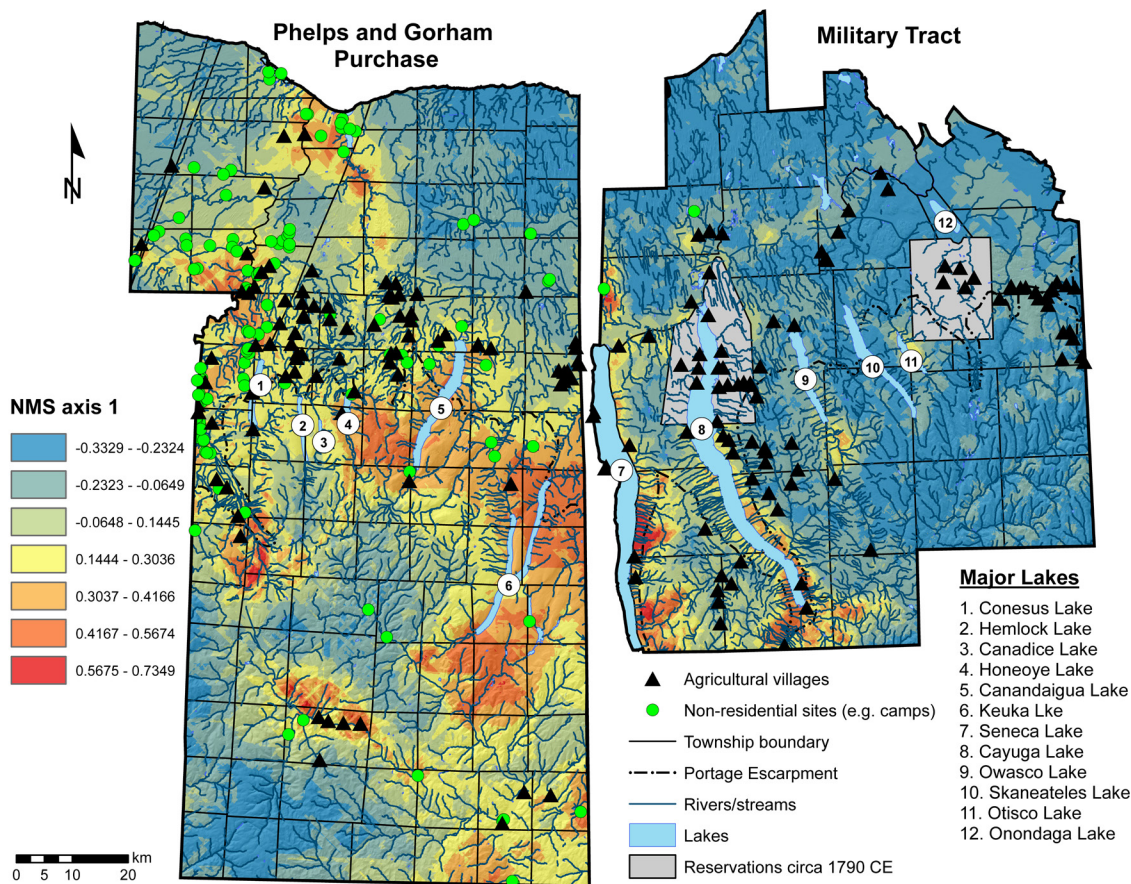 Phelps and Gorham
Purchase
Military Tract
N
NMS axis 1
-0.3329 - -0.2324
-0.2323 - -0.0649
-0.0648 - 0.1445
0.1444 - 0.3036
0.3037 - 0.4166
0.4167 - 0.5674
0.5675 - 0.7349
0 5 10 20 km
1
2
3
4
5
6
7
8
9
10
11
12
Agricultural villages
Non-residential sites (e.g. camps)
Township boundary
Portage Escarpment
Rivers/streams
Lakes
Reservations circa 1790 CE
Major Lakes
1. Conesus Lake
2. Hemlock Lake
3. Canadice Lake
4. Honeoye Lake
5. Canandaigua Lake
6. Keuka Lke
7. Seneca Lake
8. Cayuga Lake
9. Owasco Lake
10. Skaneateles Lake
11. Otisco Lake
12. Onondaga Lake